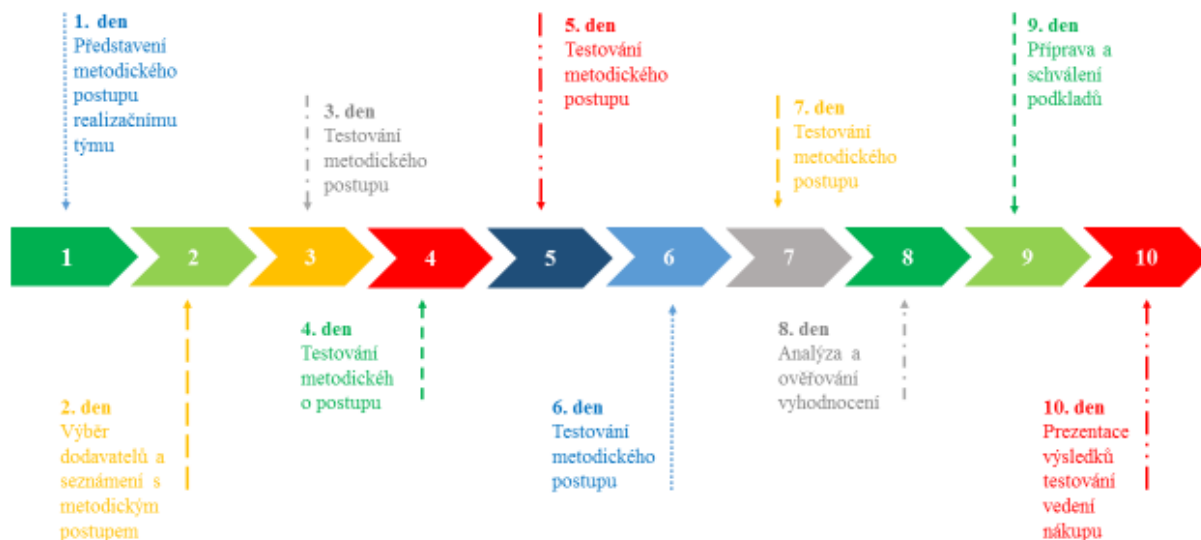 1. den
Představení
metodického
postupu
realizačnímu
týmu
3. den
Testování
metodického
postupu
5. den
Testování
metodického
postupu
7. den
Testování
metodického
postupu
9. den
Příprava a
schválení
podkladů
1
2
3
4
5
6
7
8
9
10
2. den
Výběr
dodavatelů a
seznámení s
metodickým
postupem
4. den
Testování
metodickéh
o postupu
6. den
Testování
metodického
postupu
8. den
Analýza a
ověřování
vyhodnocení
10. den
Prezentace
výsledků
testování
vedení
nákupu